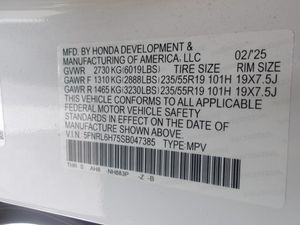 MFD. BY HONDA DEVELOPMENT & 02/'25
MANUFACTURING OF AMERICA, LLC
GVWR 2730 KG(6019LBS) TIRE SIZE RIM SIZE
GAWR F 1310 KG(2888LBS) 235/55R19 101H 19X7.5J
GAWR R 1465 KG(3230LBS) 235/55R19 101H 19X7.5J
THIS VEHICLE CONFORMS TO ALL APPLICABLE
FEDERAL MOTOR VEHICLE SAFETY
STANDARDS IN EFFECT ON THE DATE OF
MANUFACTURE SHOWN ABOVE.
V.I.N. 5FNRL6H75SB047385 TYPE:MPV
NH883P -Z -B